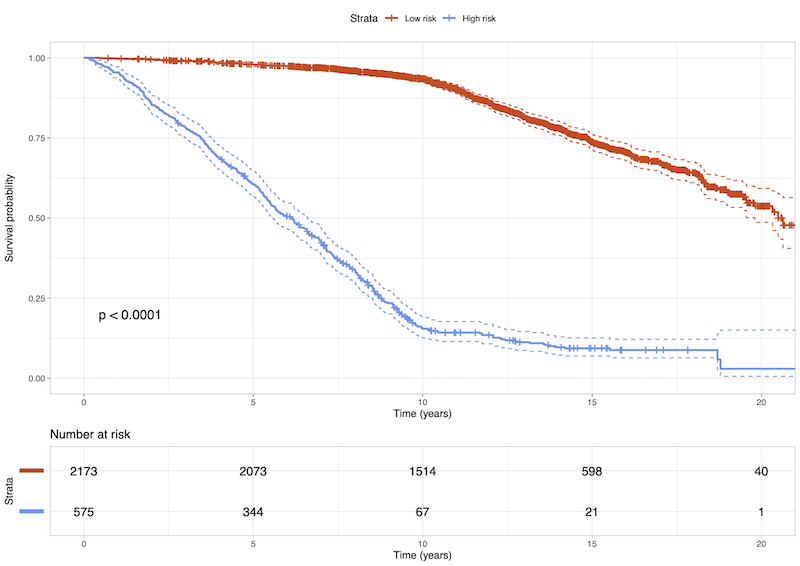 Strata Low risk High risk
1.00
0.75
0.50
0.25
0.00
Survival probability
p < 0.0001
0 5 10 15 20
Time (years)
Number at risk
Strata
2173 2073 1514 598 40
575 344 67 21 1
0 5 10 15 20
Time (years)